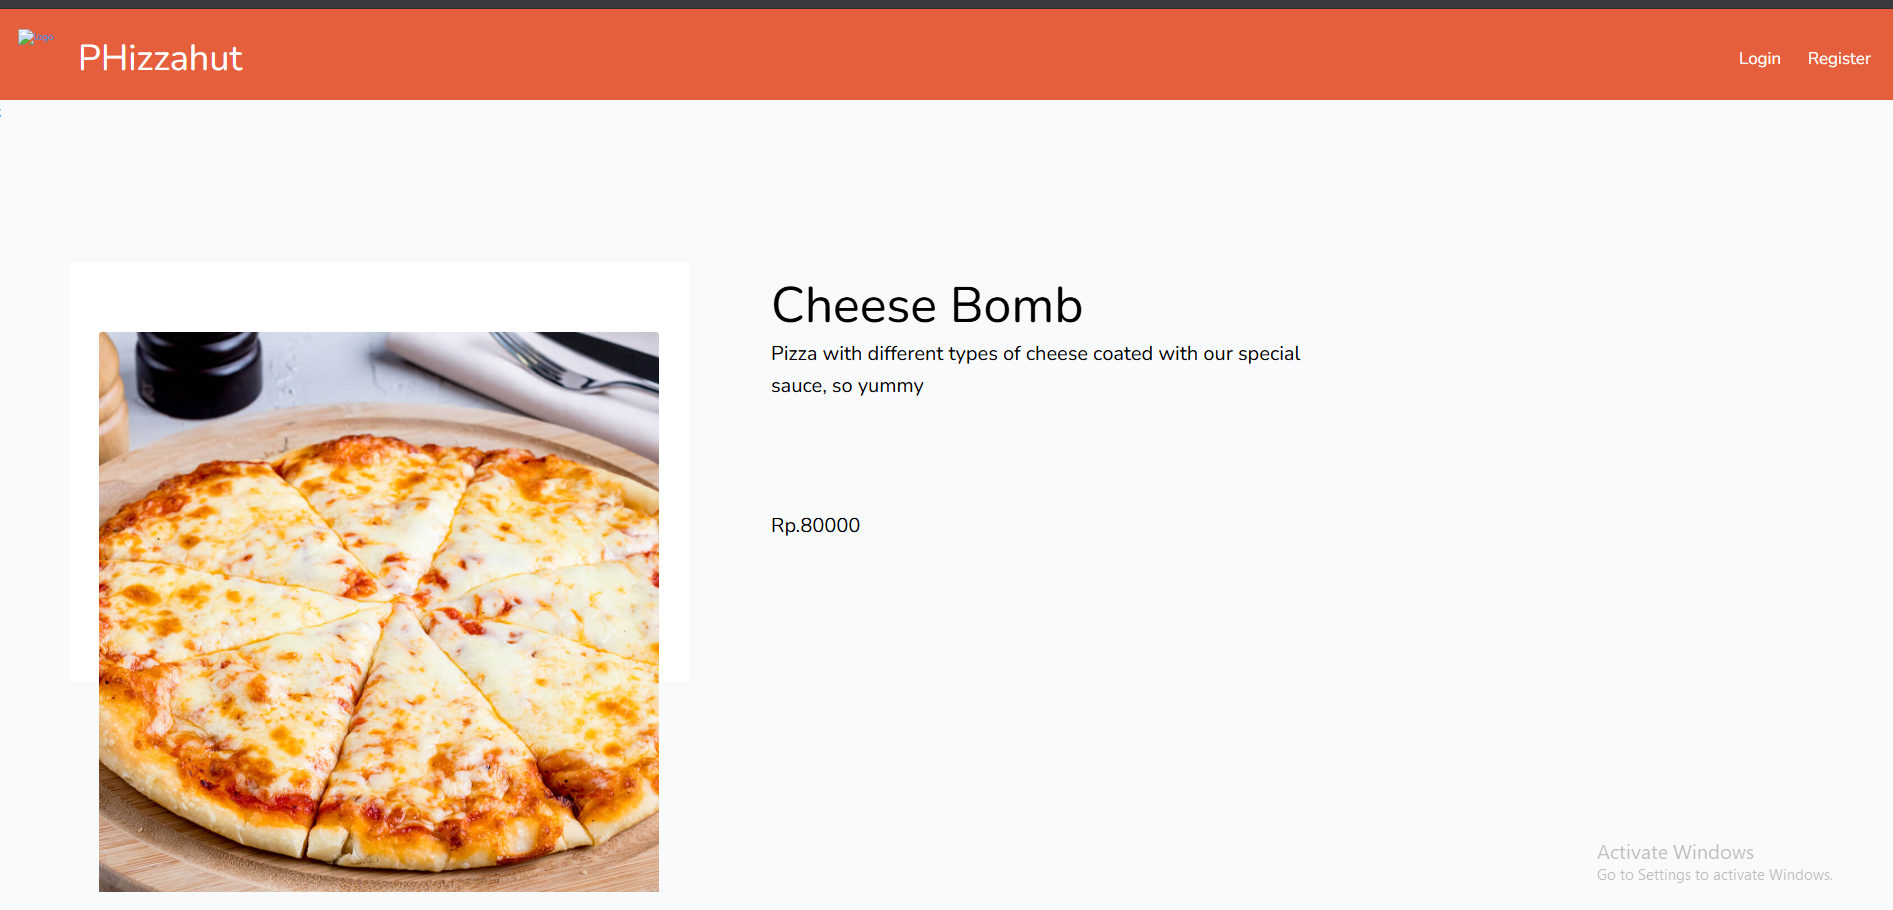 logo
PHizzahut
Login
Register
Cheese Bomb
Pizza with different types of cheese coated with our special
sauce, so yummy
Rp.80000
Activate Windows
Go to Settings to activate Windows.